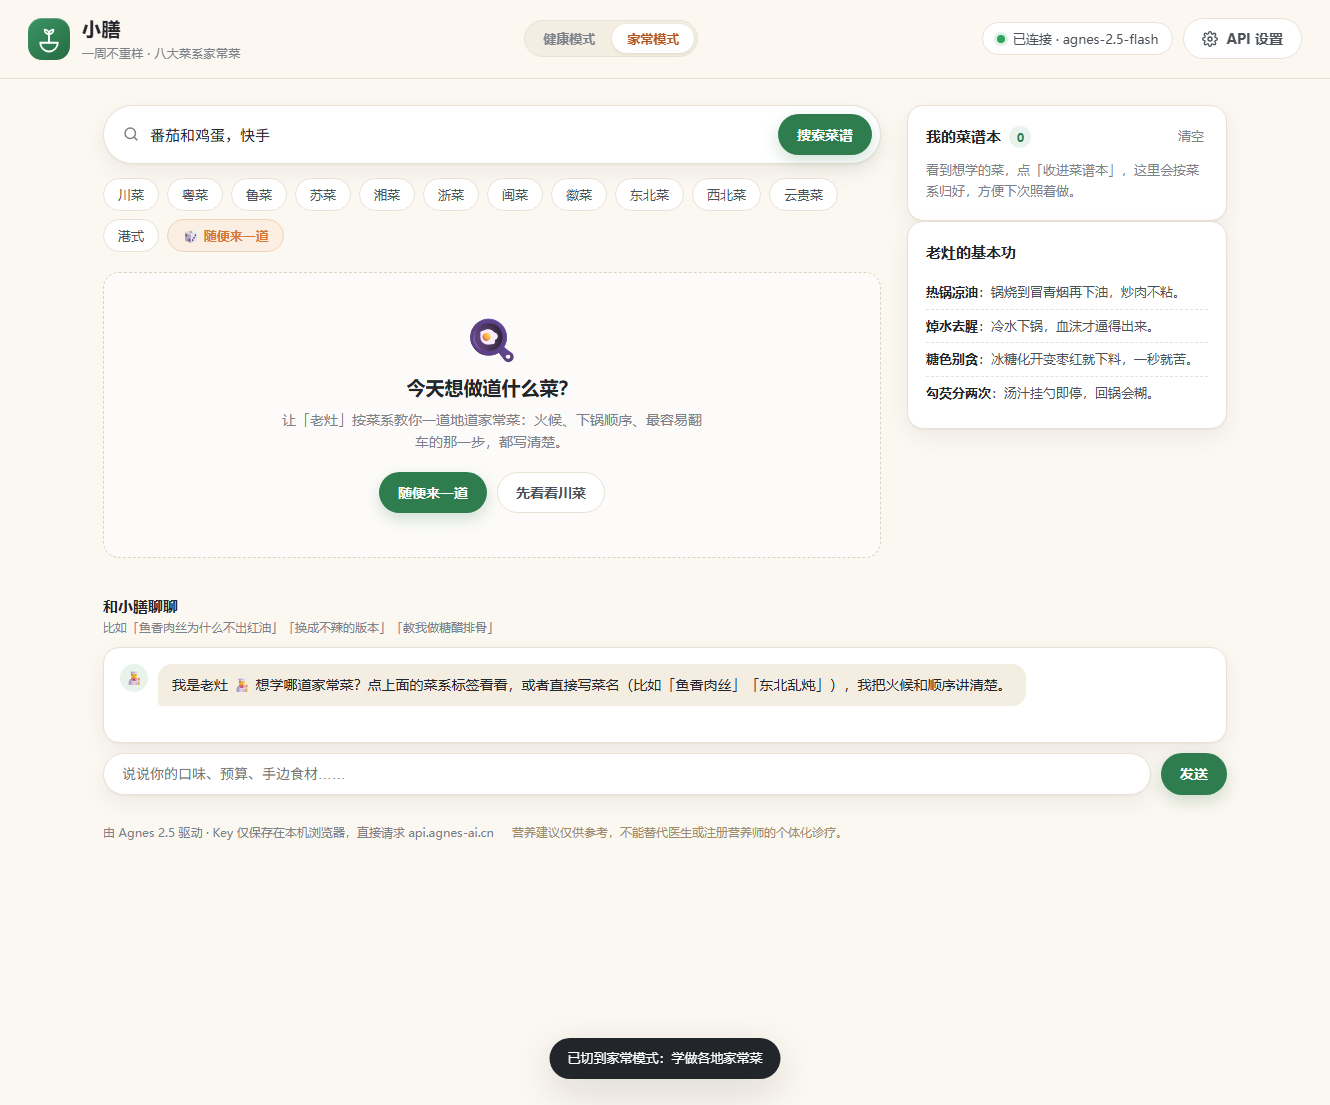 小膳
一周不重样 · 八大菜系家常菜
健康模式
家常模式
已连接 · agnes-2.5-flash
API 设置
番茄和鸡蛋，快手
搜索菜谱
川菜
粤菜
鲁菜
苏菜
湘菜
浙菜
闽菜
徽菜
东北菜
西北菜
云贵菜
港式
随便来一道
今天想做道什么菜？
让「老灶」按菜系教你一道地道家常菜：火候、下锅顺序、最容易翻
车的那一步，都写清楚。
随便来一道
先看看川菜
我的菜谱本 0
清空
看到想学的菜，点「收进菜谱本」，这里会按菜
系归好，方便下次照着做。
老灶的基本功
热锅凉油：锅烧到冒青烟再下油，炒肉不粘。
焯水去腥：冷水下锅，血沫才逼得出来。
糖色别贪：冰糖化开变枣红就下料，一秒就苦。
勾芡分两次：汤汁挂勺即停，回锅会糊。
和小膳聊聊
比如「鱼香肉丝为什么不出红油」「换成不辣的版本」「教我做糖醋排骨」
我是老灶 想学哪道家常菜？点上面的菜系标签看看，或者直接写菜名（比如「鱼香肉丝」「东北乱炖」），我把火候和顺序讲清楚。
说说你的口味、预算、手边食材……
发送
由 Agnes 2.5 驱动 · Key 仅保存在本机浏览器，直接请求 api.agnes-ai.cn
营养建议仅供参考，不能替代医生或注册营养师的个体化诊疗。
已切到家常模式：学做各地家常菜